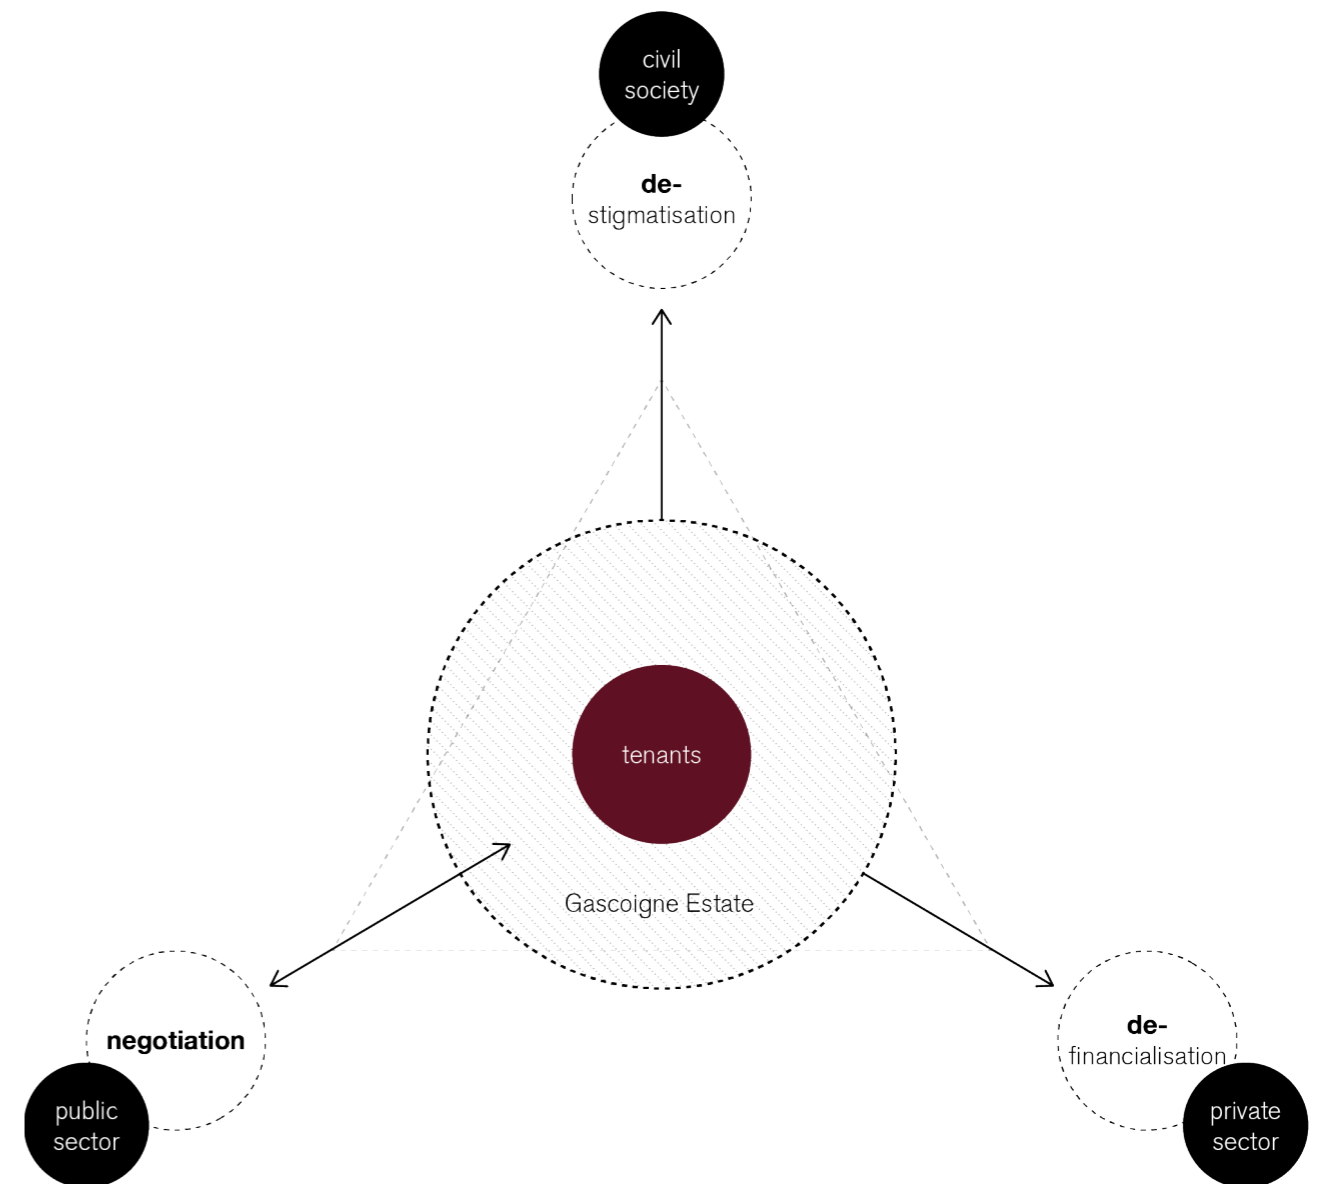 civil
society
de-
stigmatisation
tenants
Gascoigne Estate
negotiation
public
sector
de-
financialisation
private
sector